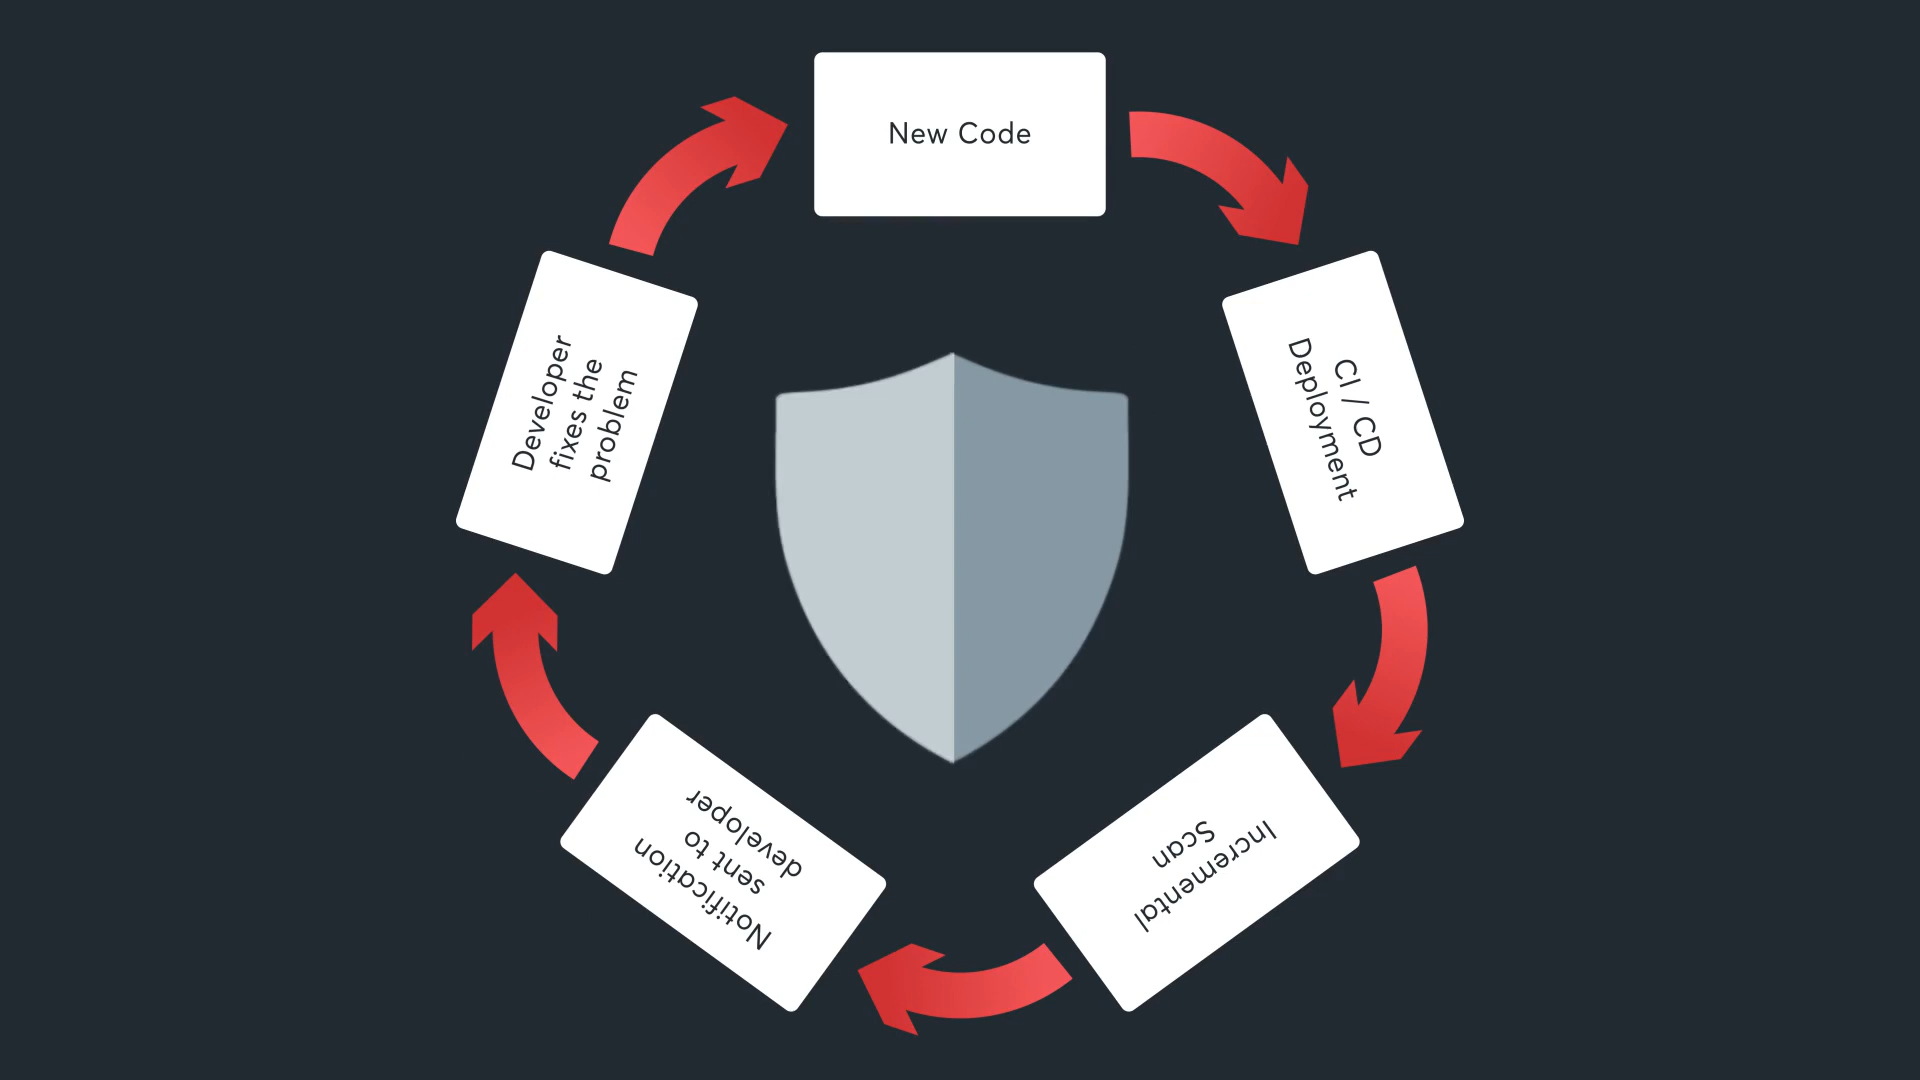 New Code
CI / CD
Deployment
Incremental
Scan
Notification
sent to
developer
Developer
fixes the
problem